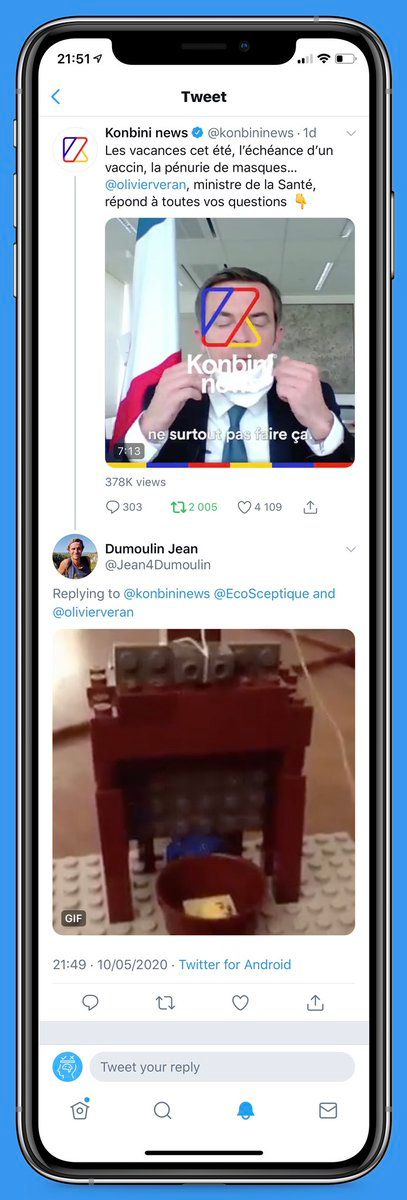 21:51
Tweet
Konbini news @konbininews · 1d
Les vacances cet été, l'échéance d'un
vaccin, la pénurie de masques...
@olivierveran, ministre de la Santé,
répond à toutes vos questions 👇
Konbini
news
ne surtout pas faire ça.
7:13
378K views
303 2 005 4 109
Dumoulin Jean
@Jean4Dumoulin
Replying to @konbininews @EcoSceptique and
@olivierveran
GIF
21:49 · 10/05/2020 · Twitter for Android
Tweet your reply